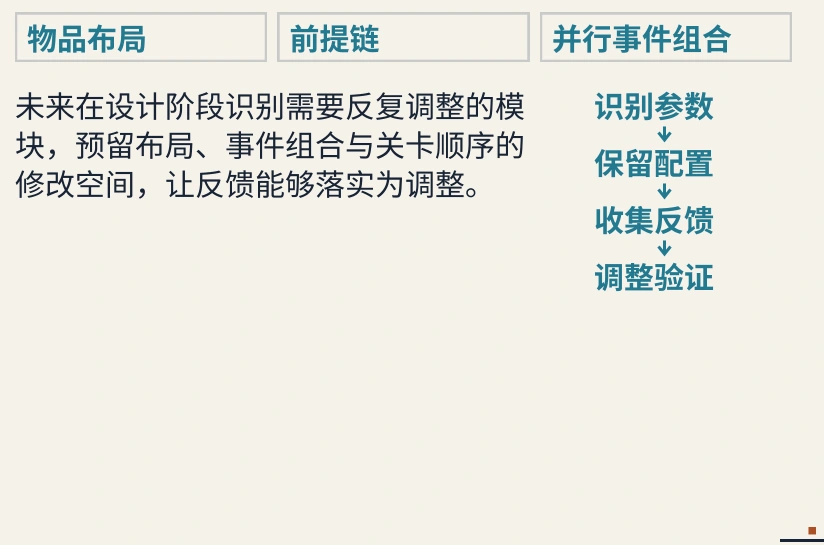 物品布局
前提链
并行事件组合
未来在设计阶段识别需要反复调整的模
块，预留布局、事件组合与关卡顺序的
修改空间，让反馈能够落实为调整。
识别参数
↓
保留配置
↓
收集反馈
↓
调整验证